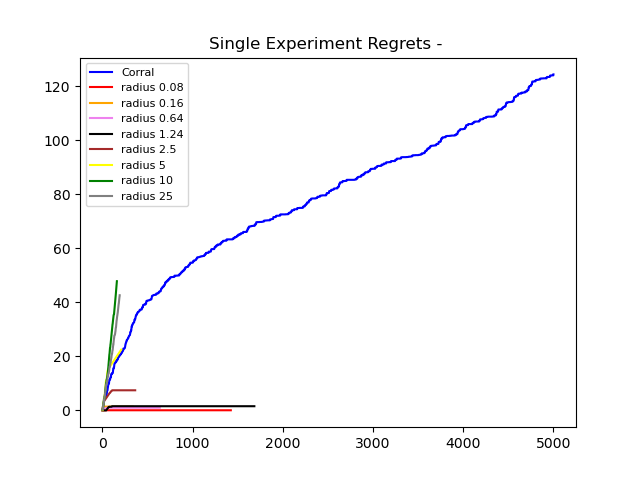 Single Experiment Regrets -
Corral
radius 0.08
radius 0.16
radius 0.64
radius 1.24
radius 2.5
radius 5
radius 10
radius 25
120
100
80
60
40
20
0
0 1000 2000 3000 4000 5000